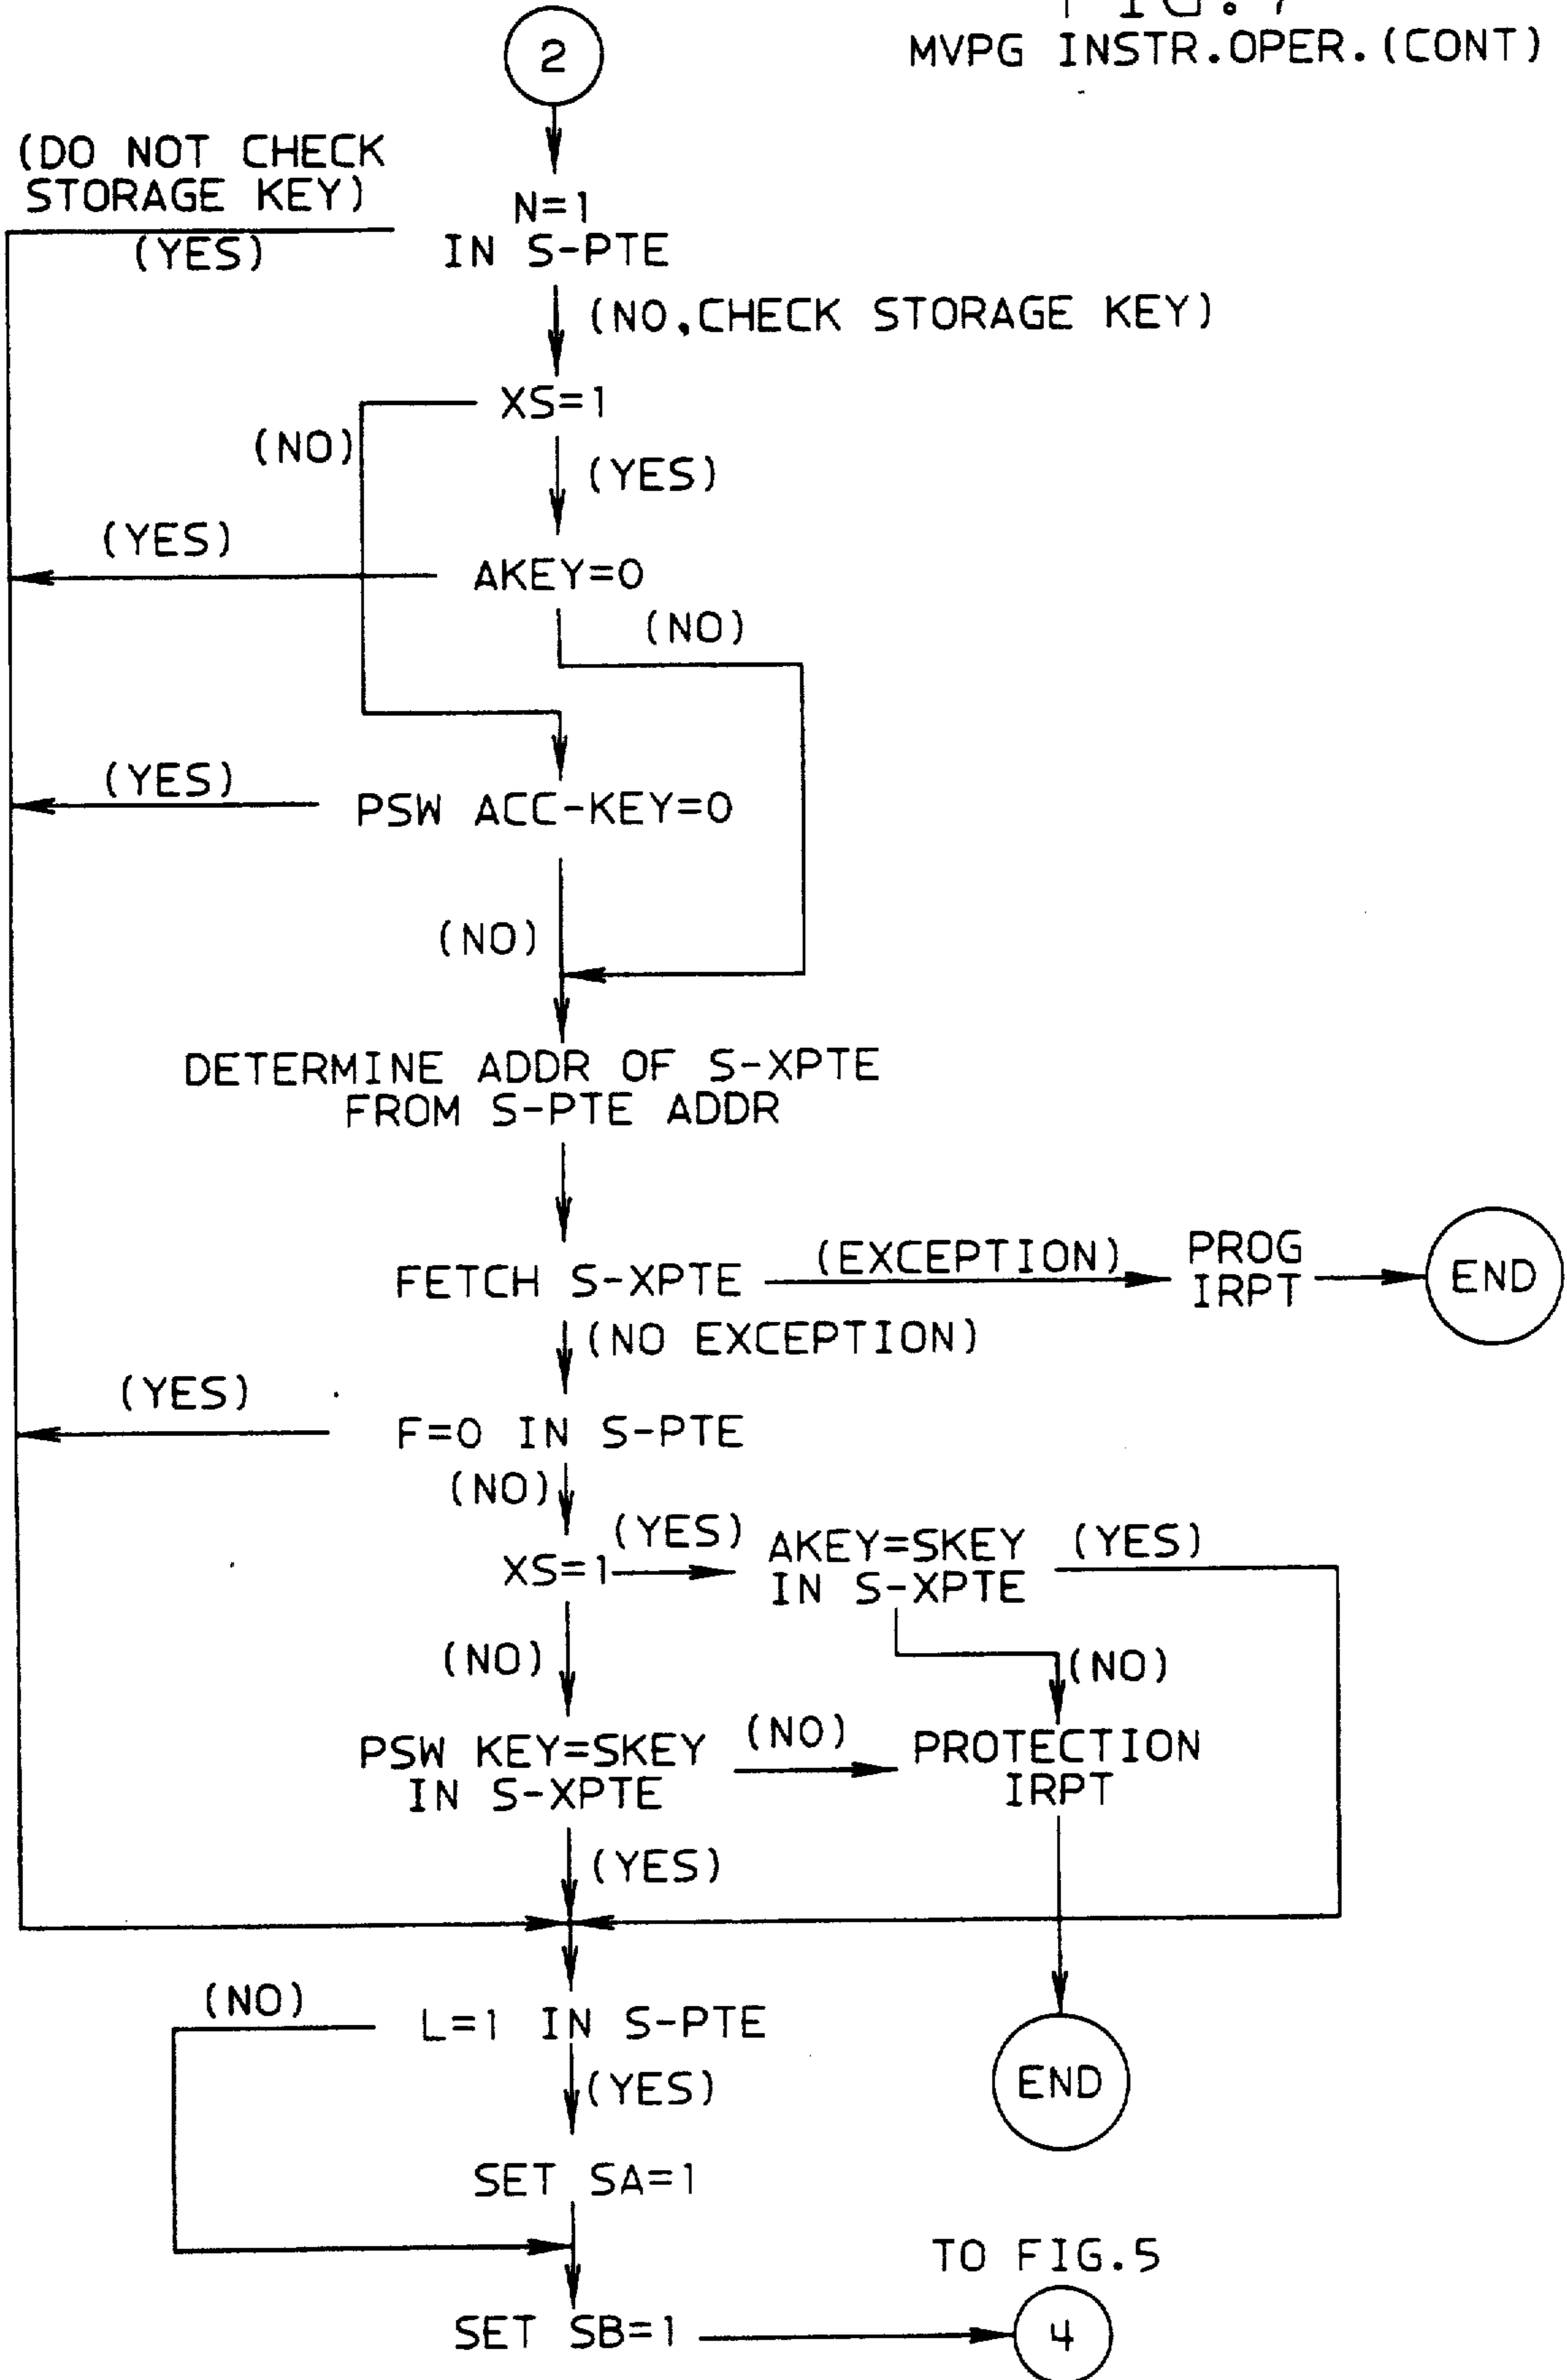 FIG.7
MVPG INSTR.OPER.(CONT)
2
(DO NOT CHECK
STORAGE KEY)
(YES)
N=1
IN S-PTE
(NO,CHECK STORAGE KEY)
XS=1
(NO)
(YES)
(YES)
AKEY=0
(NO)
(YES)
PSW ACC-KEY=0
(NO)
DETERMINE ADDR OF S-XPTE
FROM S-PTE ADDR
FETCH S-XPTE
(EXCEPTION)
PROG
IRPT
END
(NO EXCEPTION)
(YES)
F=0 IN S-PTE
(NO)
XS=1
(YES)
AKEY=SKEY
IN S-XPTE
(YES)
(NO)
(NO)
PSW KEY=SKEY
IN S-XPTE
(NO)
PROTECTION
IRPT
(YES)
(NO)
L=1 IN S-PTE
(YES)
END
SET SA=1
TO FIG.5
SET SB=1
4